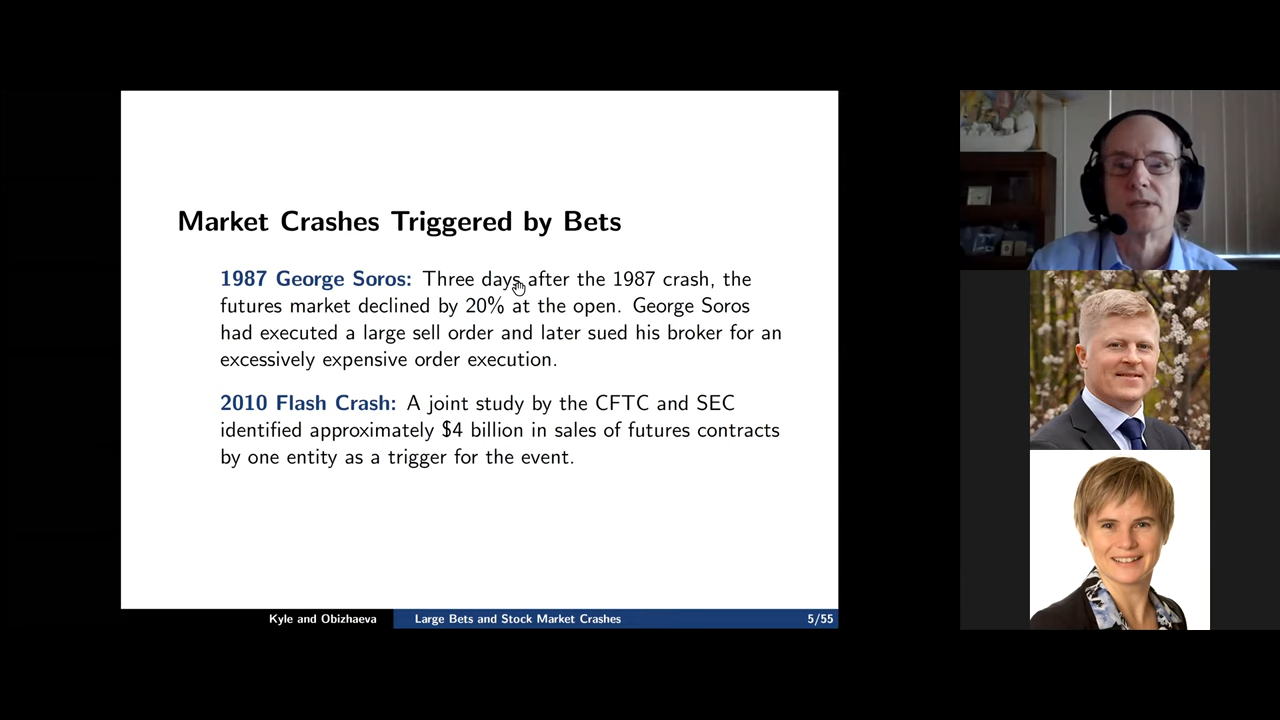 Market Crashes Triggered by Bets
1987 George Soros: Three days after the 1987 crash, the
futures market declined by 20% at the open. George Soros
had executed a large sell order and later sued his broker for an
excessively expensive order execution.
2010 Flash Crash: A joint study by the CFTC and SEC
identified approximately $4 billion in sales of futures contracts
by one entity as a trigger for the event.
Kyle and Obizhaeva
Large Bets and Stock Market Crashes
5/55